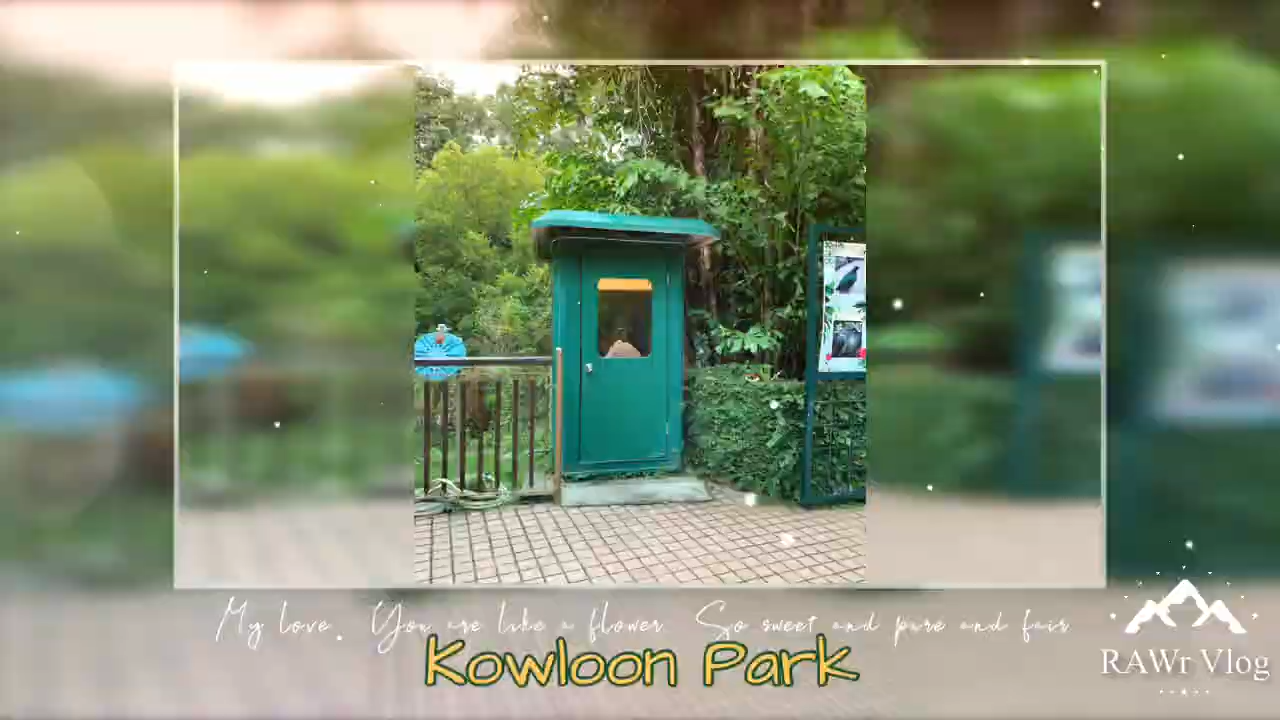 My love. You are like a flower. So sweet and pure and fair
Kowloon Park
RAWr Vlog